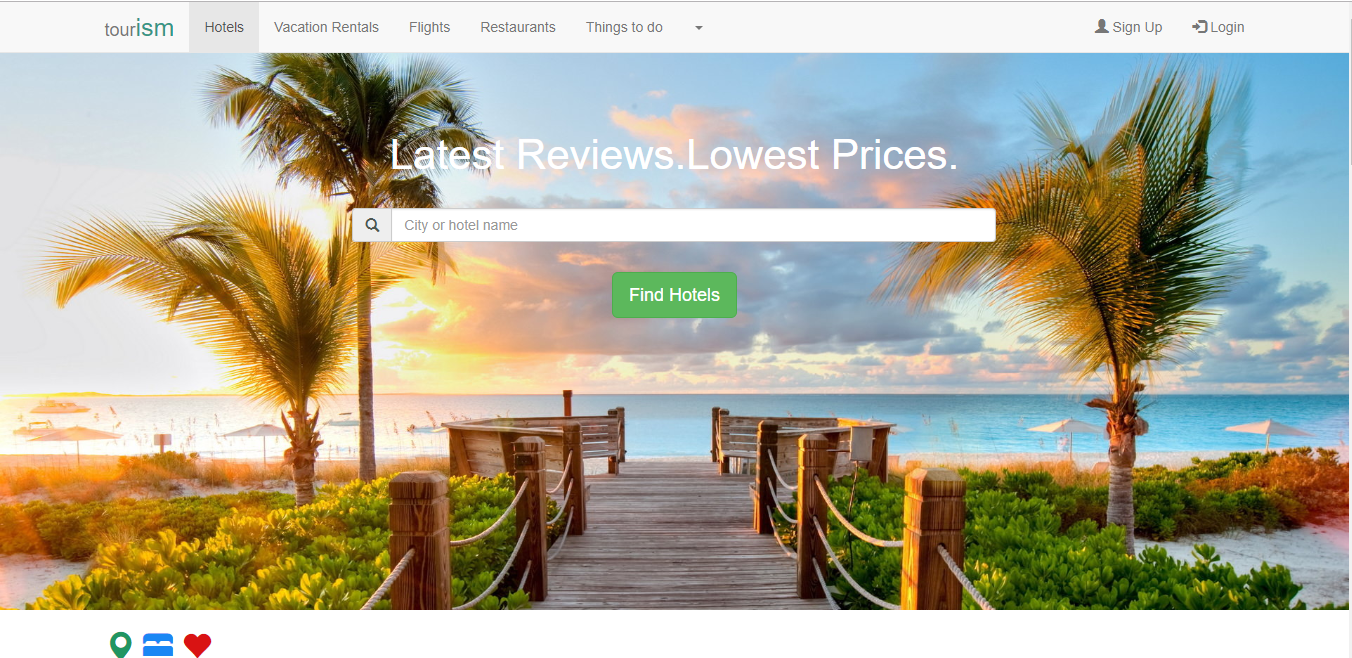 tourism Hotels Vacation Rentals Flights Restaurants Things to do Sign Up Login
Latest Reviews.Lowest Prices.
City or hotel name
Find Hotels